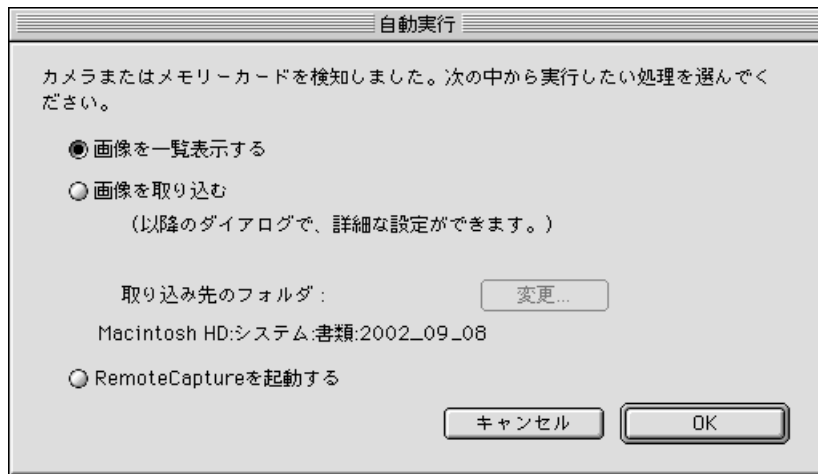 自動実行
カメラまたはメモリーカードを検知しました。次の中から実行したい処理を選んでく
ださい。
画像を一覧表示する
画像を取り込む
(以降のダイアログで、詳細な設定ができます。)
取り込み先のフォルダ： 変更...
Macintosh HD:システム:書類:2002_09_08
RemoteCaptureを起動する
キャンセル OK